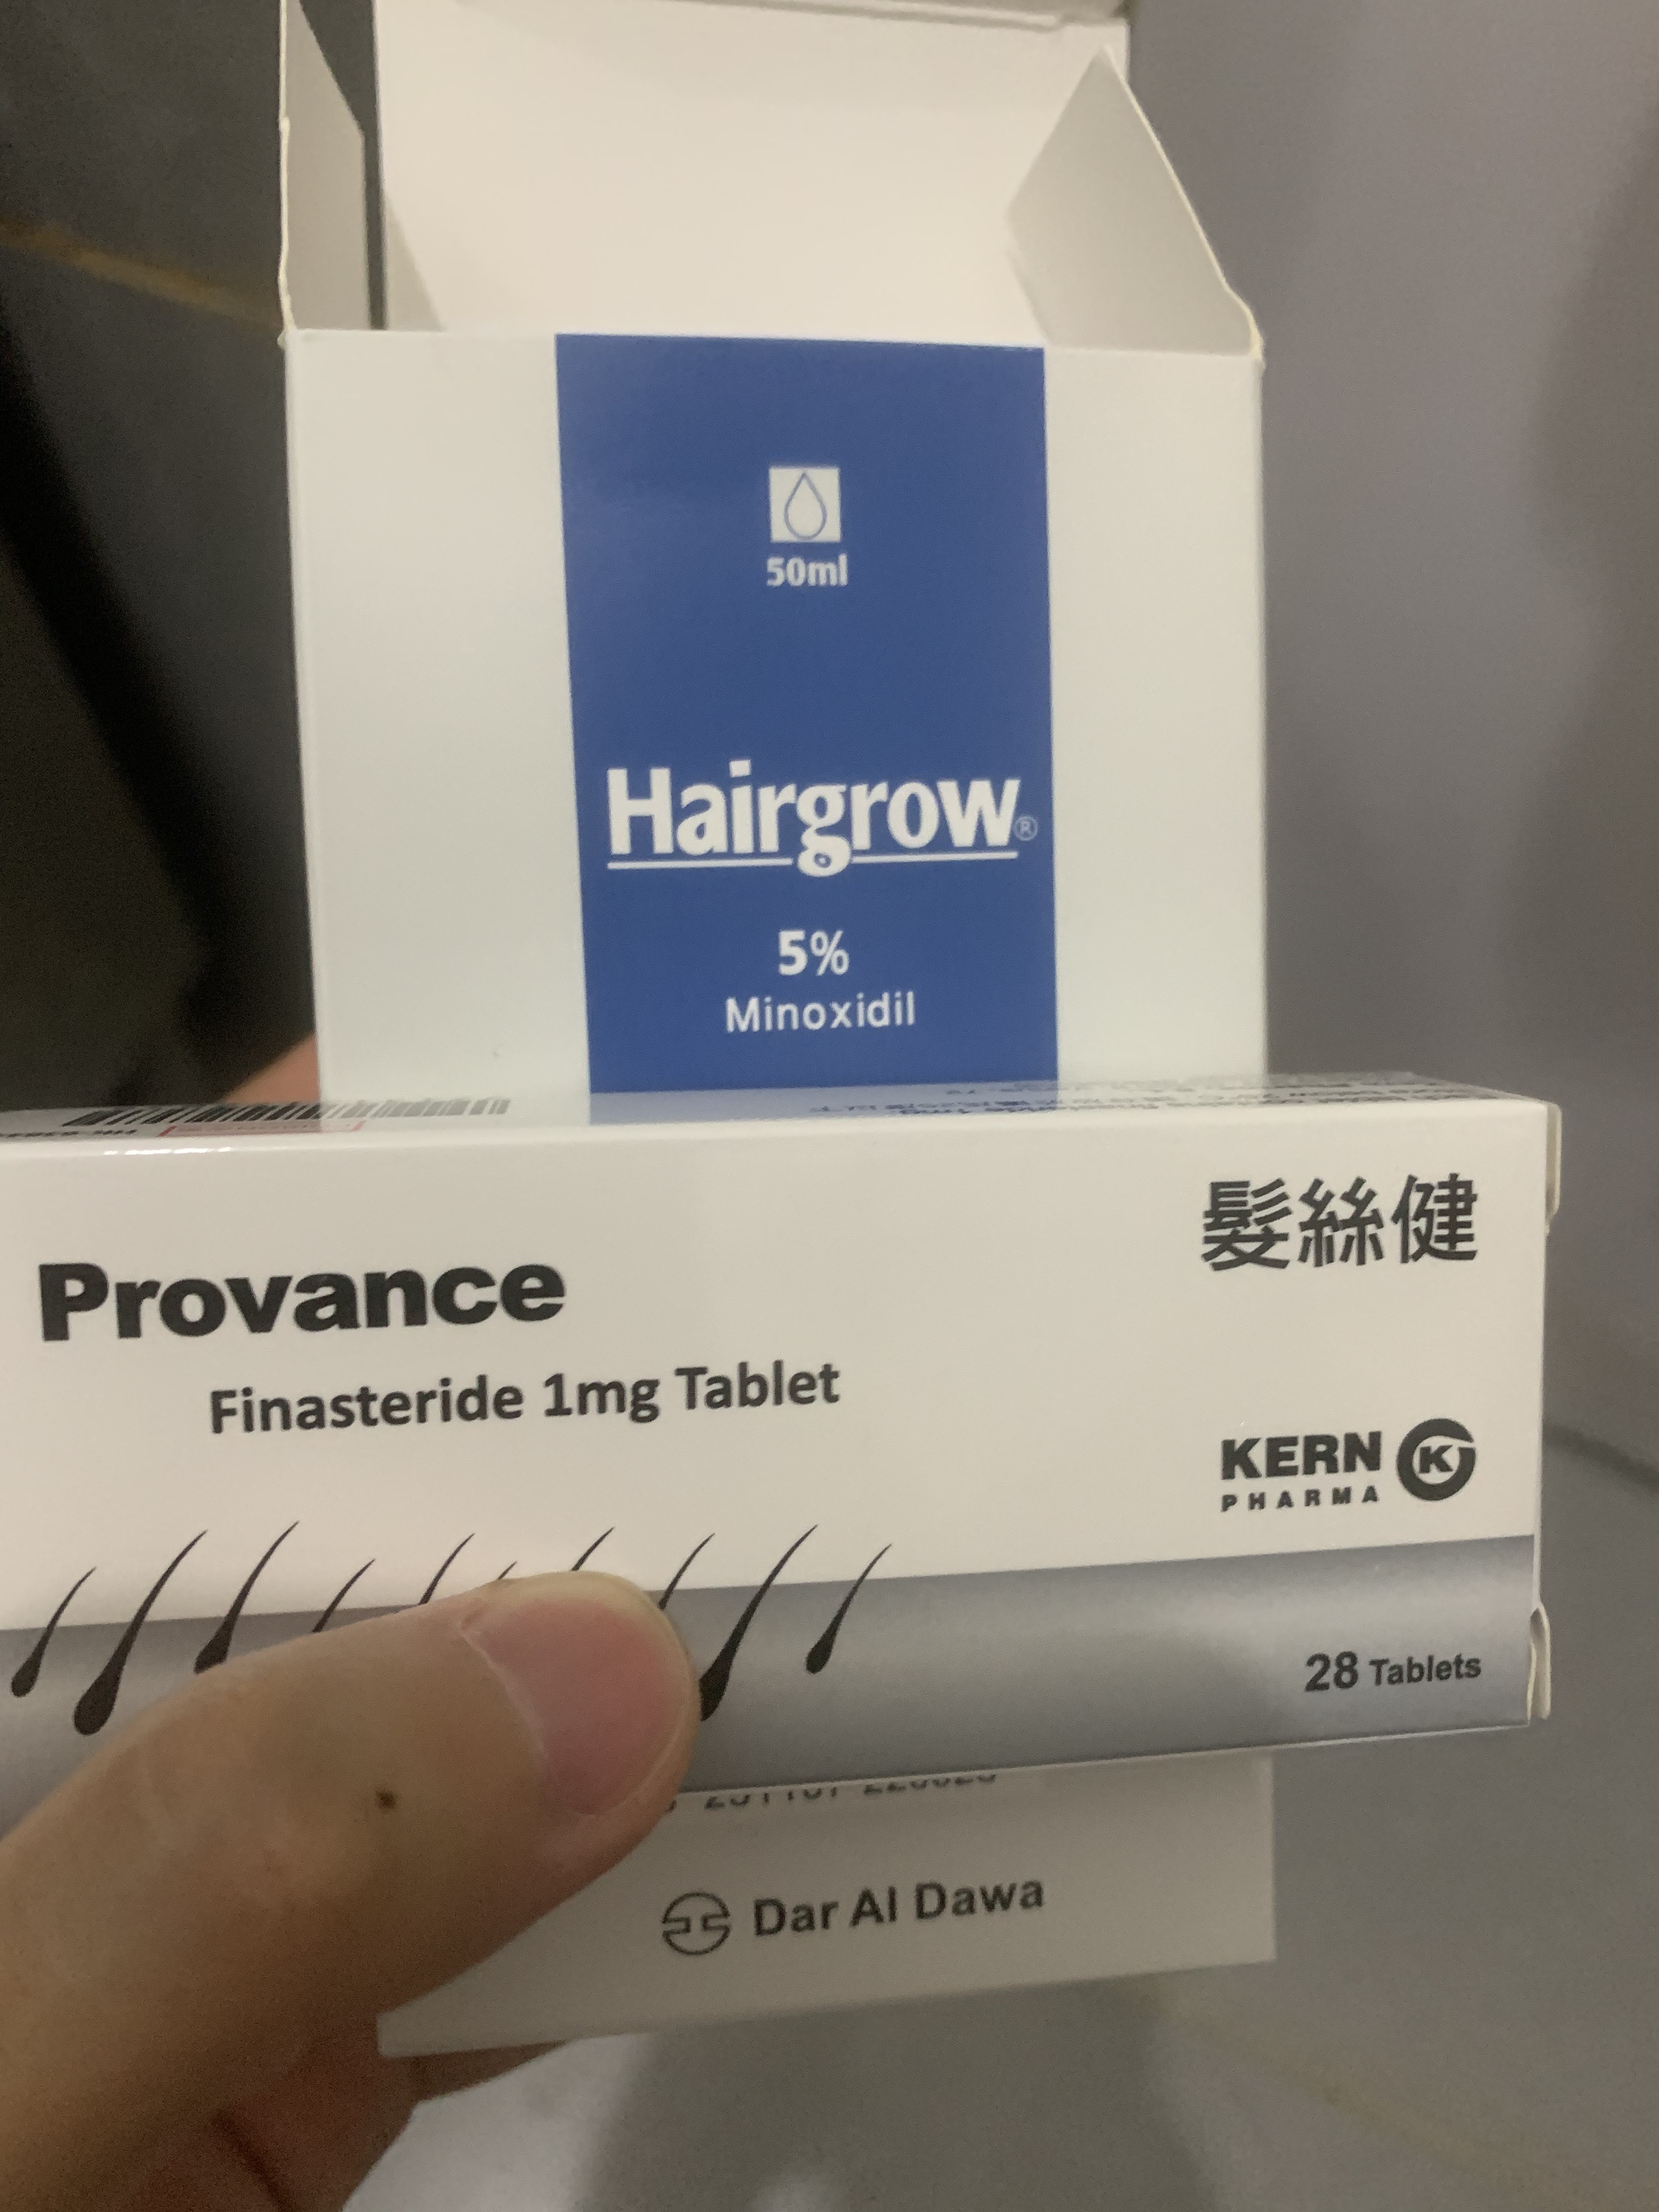 50ml
Hairgrow®
5%
Minoxidil
髮絲健
Provance
Finasteride 1mg Tablet
KERN K
PHARMA
28 Tablets
Dar Al Dawa